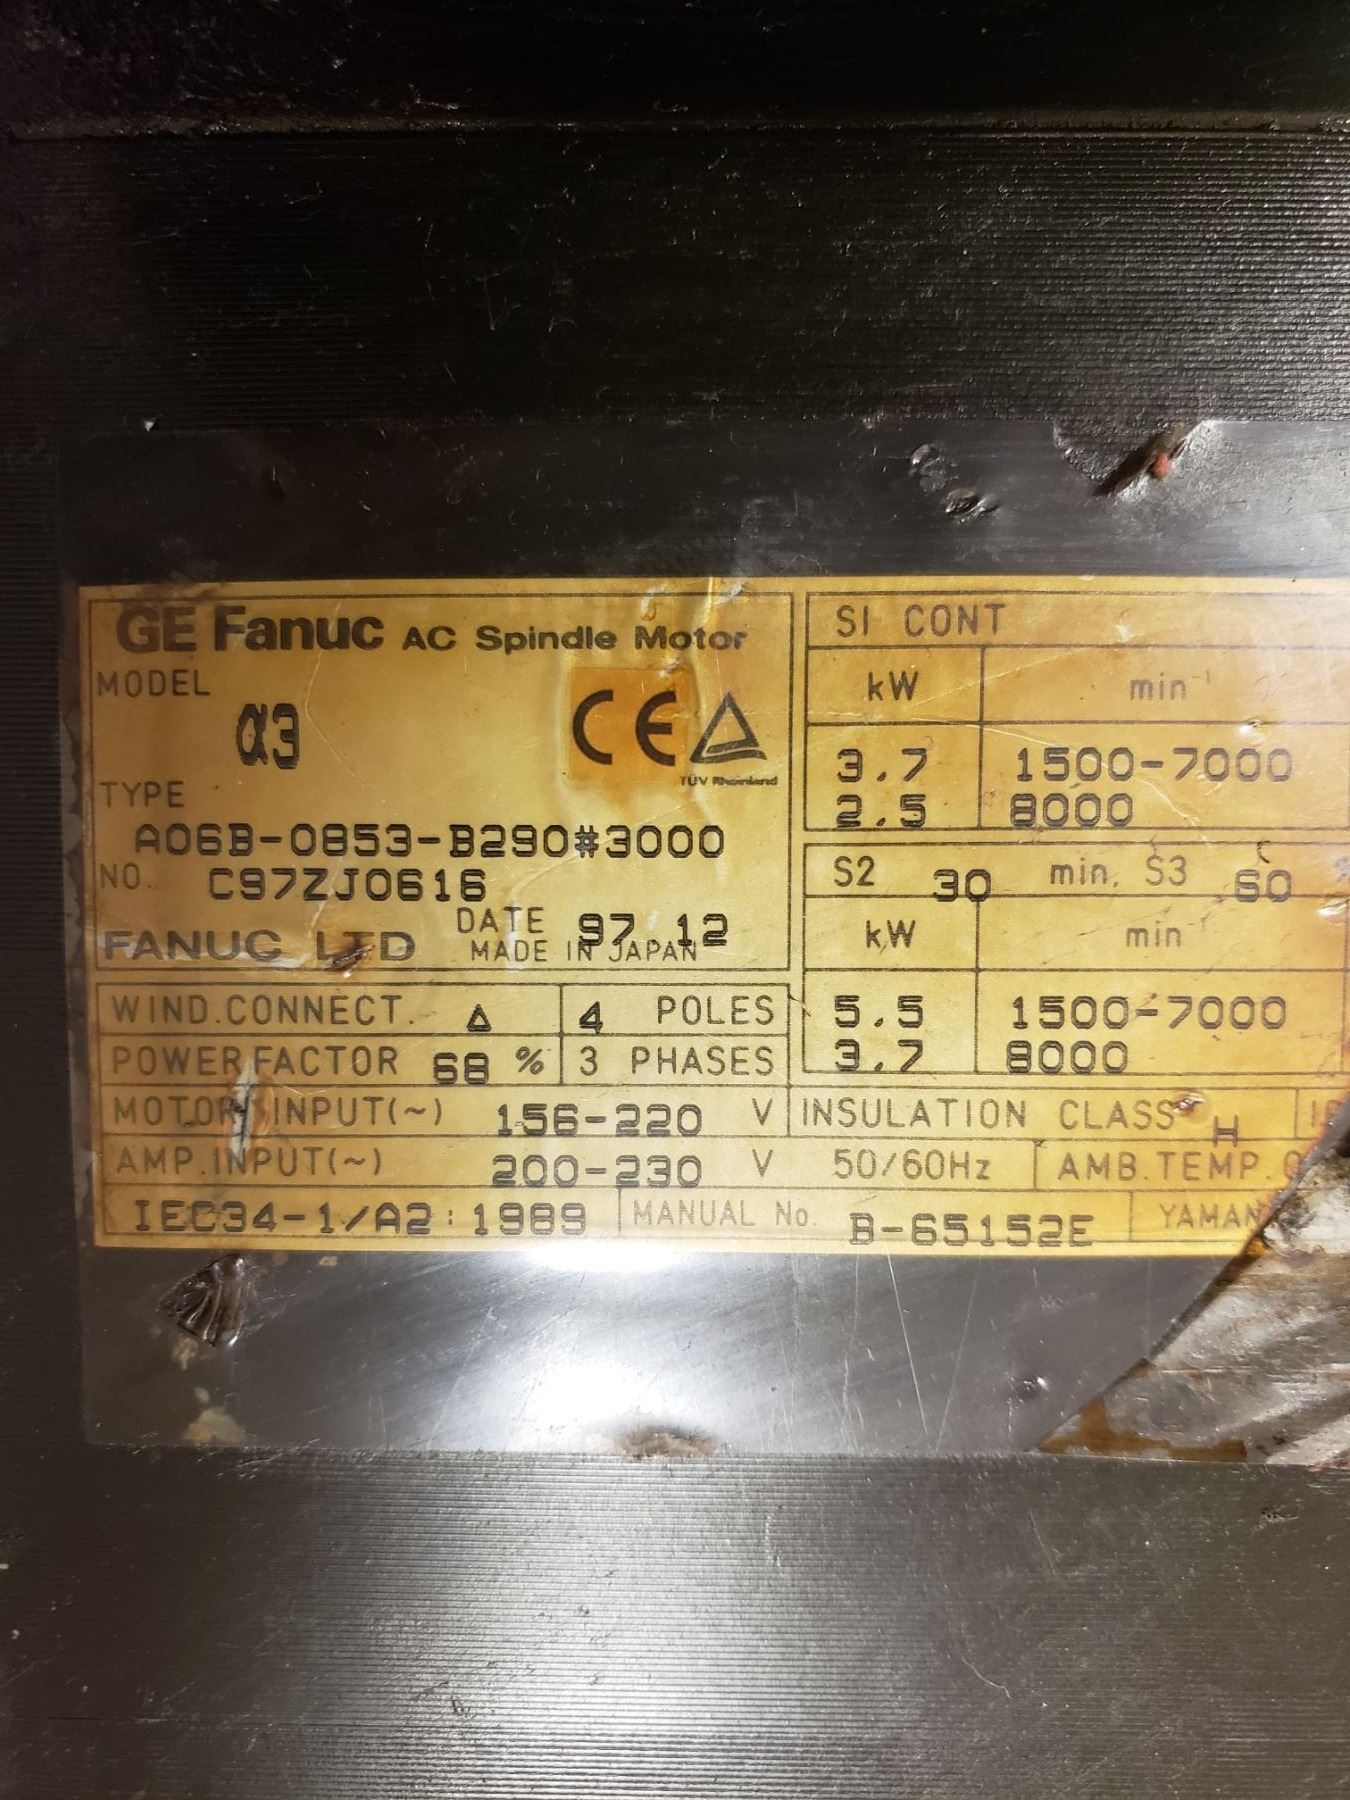 GE Fanuc AC Spindle Motor
MODEL
α3
CE
TÜV Rheinland
TYPE
A06B-0853-B290#3000
NO. C97ZJ0616
DATE 97.12
FANUC LTD MADE IN JAPAN
WIND.CONNECT. Δ 4 POLES
POWER FACTOR 68 % 3 PHASES
MOTOR INPUT(~) 156-220 V
AMP.INPUT(~) 200-230 V 50/60Hz
IEC34-1/A2:1989 MANUAL No. B-65152E
S1 CONT
kW min⁻¹
3.7 1500-7000
2.5 8000
S2 30 min, S3 60
kW min
5.5 1500-7000
3.7 8000
INSULATION CLASS H
AMB.TEMP.
YAMAN